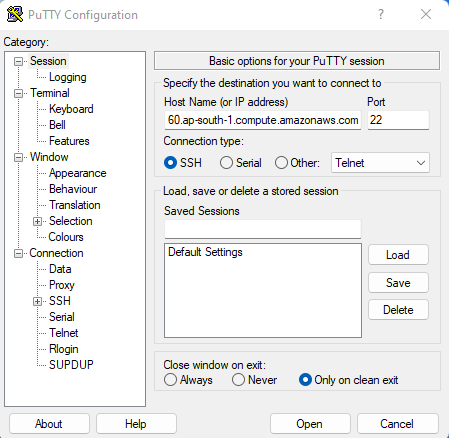 PuTTY Configuration
?
Category:
Session
Logging
Terminal
Keyboard
Bell
Features
Window
Appearance
Behaviour
Translation
Selection
Colours
Connection
Data
Proxy
SSH
Serial
Telnet
Rlogin
SUPDUP
Basic options for your PuTTY session
Specify the destination you want to connect to
Host Name (or IP address) Port
60.ap-south-1.compute.amazonaws.com 22
Connection type:
SSH Serial Other: Telnet
Load, save or delete a stored session
Saved Sessions
Default Settings
Load
Save
Delete
Close window on exit:
Always Never Only on clean exit
About Help Open Cancel